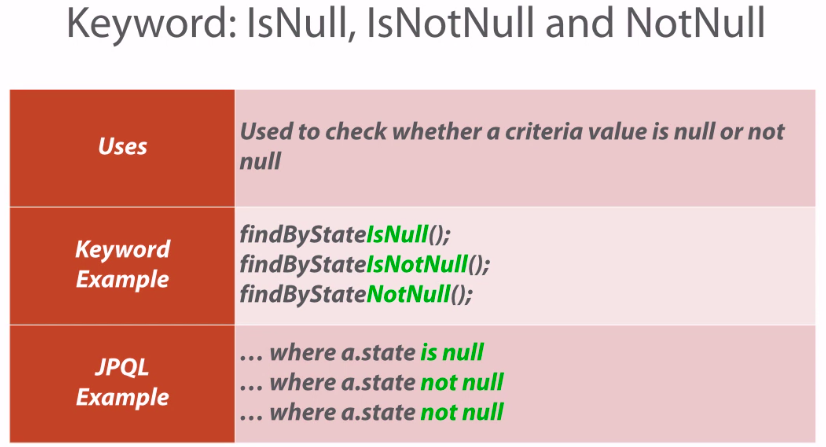 Keyword: IsNull, IsNotNull and NotNull
Uses
Used to check whether a criteria value is null or not
null
Keyword
Example
findByStateIsNull();
findByStateIsNotNull();
findByStateNotNull();
JPQL
Example
… where a.state is null
… where a.state not null
… where a.state not null